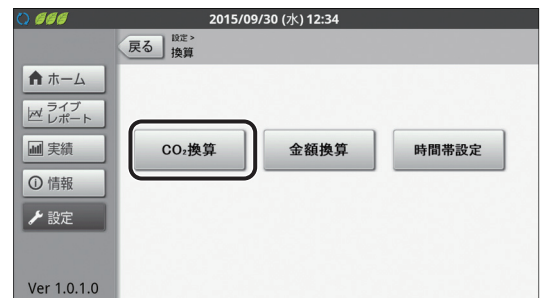 2015/09/30 (水) 12:34
戻る
設定 >
換算
ホーム
ライブ
レポート
実績
情報
設定
CO₂換算
金額換算
時間帯設定
Ver 1.0.1.0